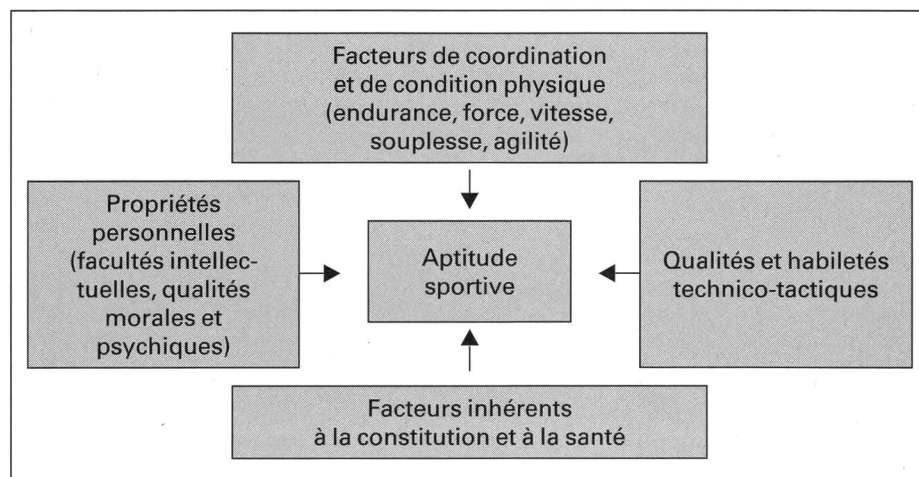 Facteurs de coordination
et de condition physique
(endurance, force, vitesse,
souplesse, agilité)
Propriétés
personnelles
(facultés intellec-
tuelles, qualités
morales et
psychiques)
Aptitude
sportive
Qualités et habiletés
technico-tactiques
Facteurs inhérents
à la constitution et à la santé